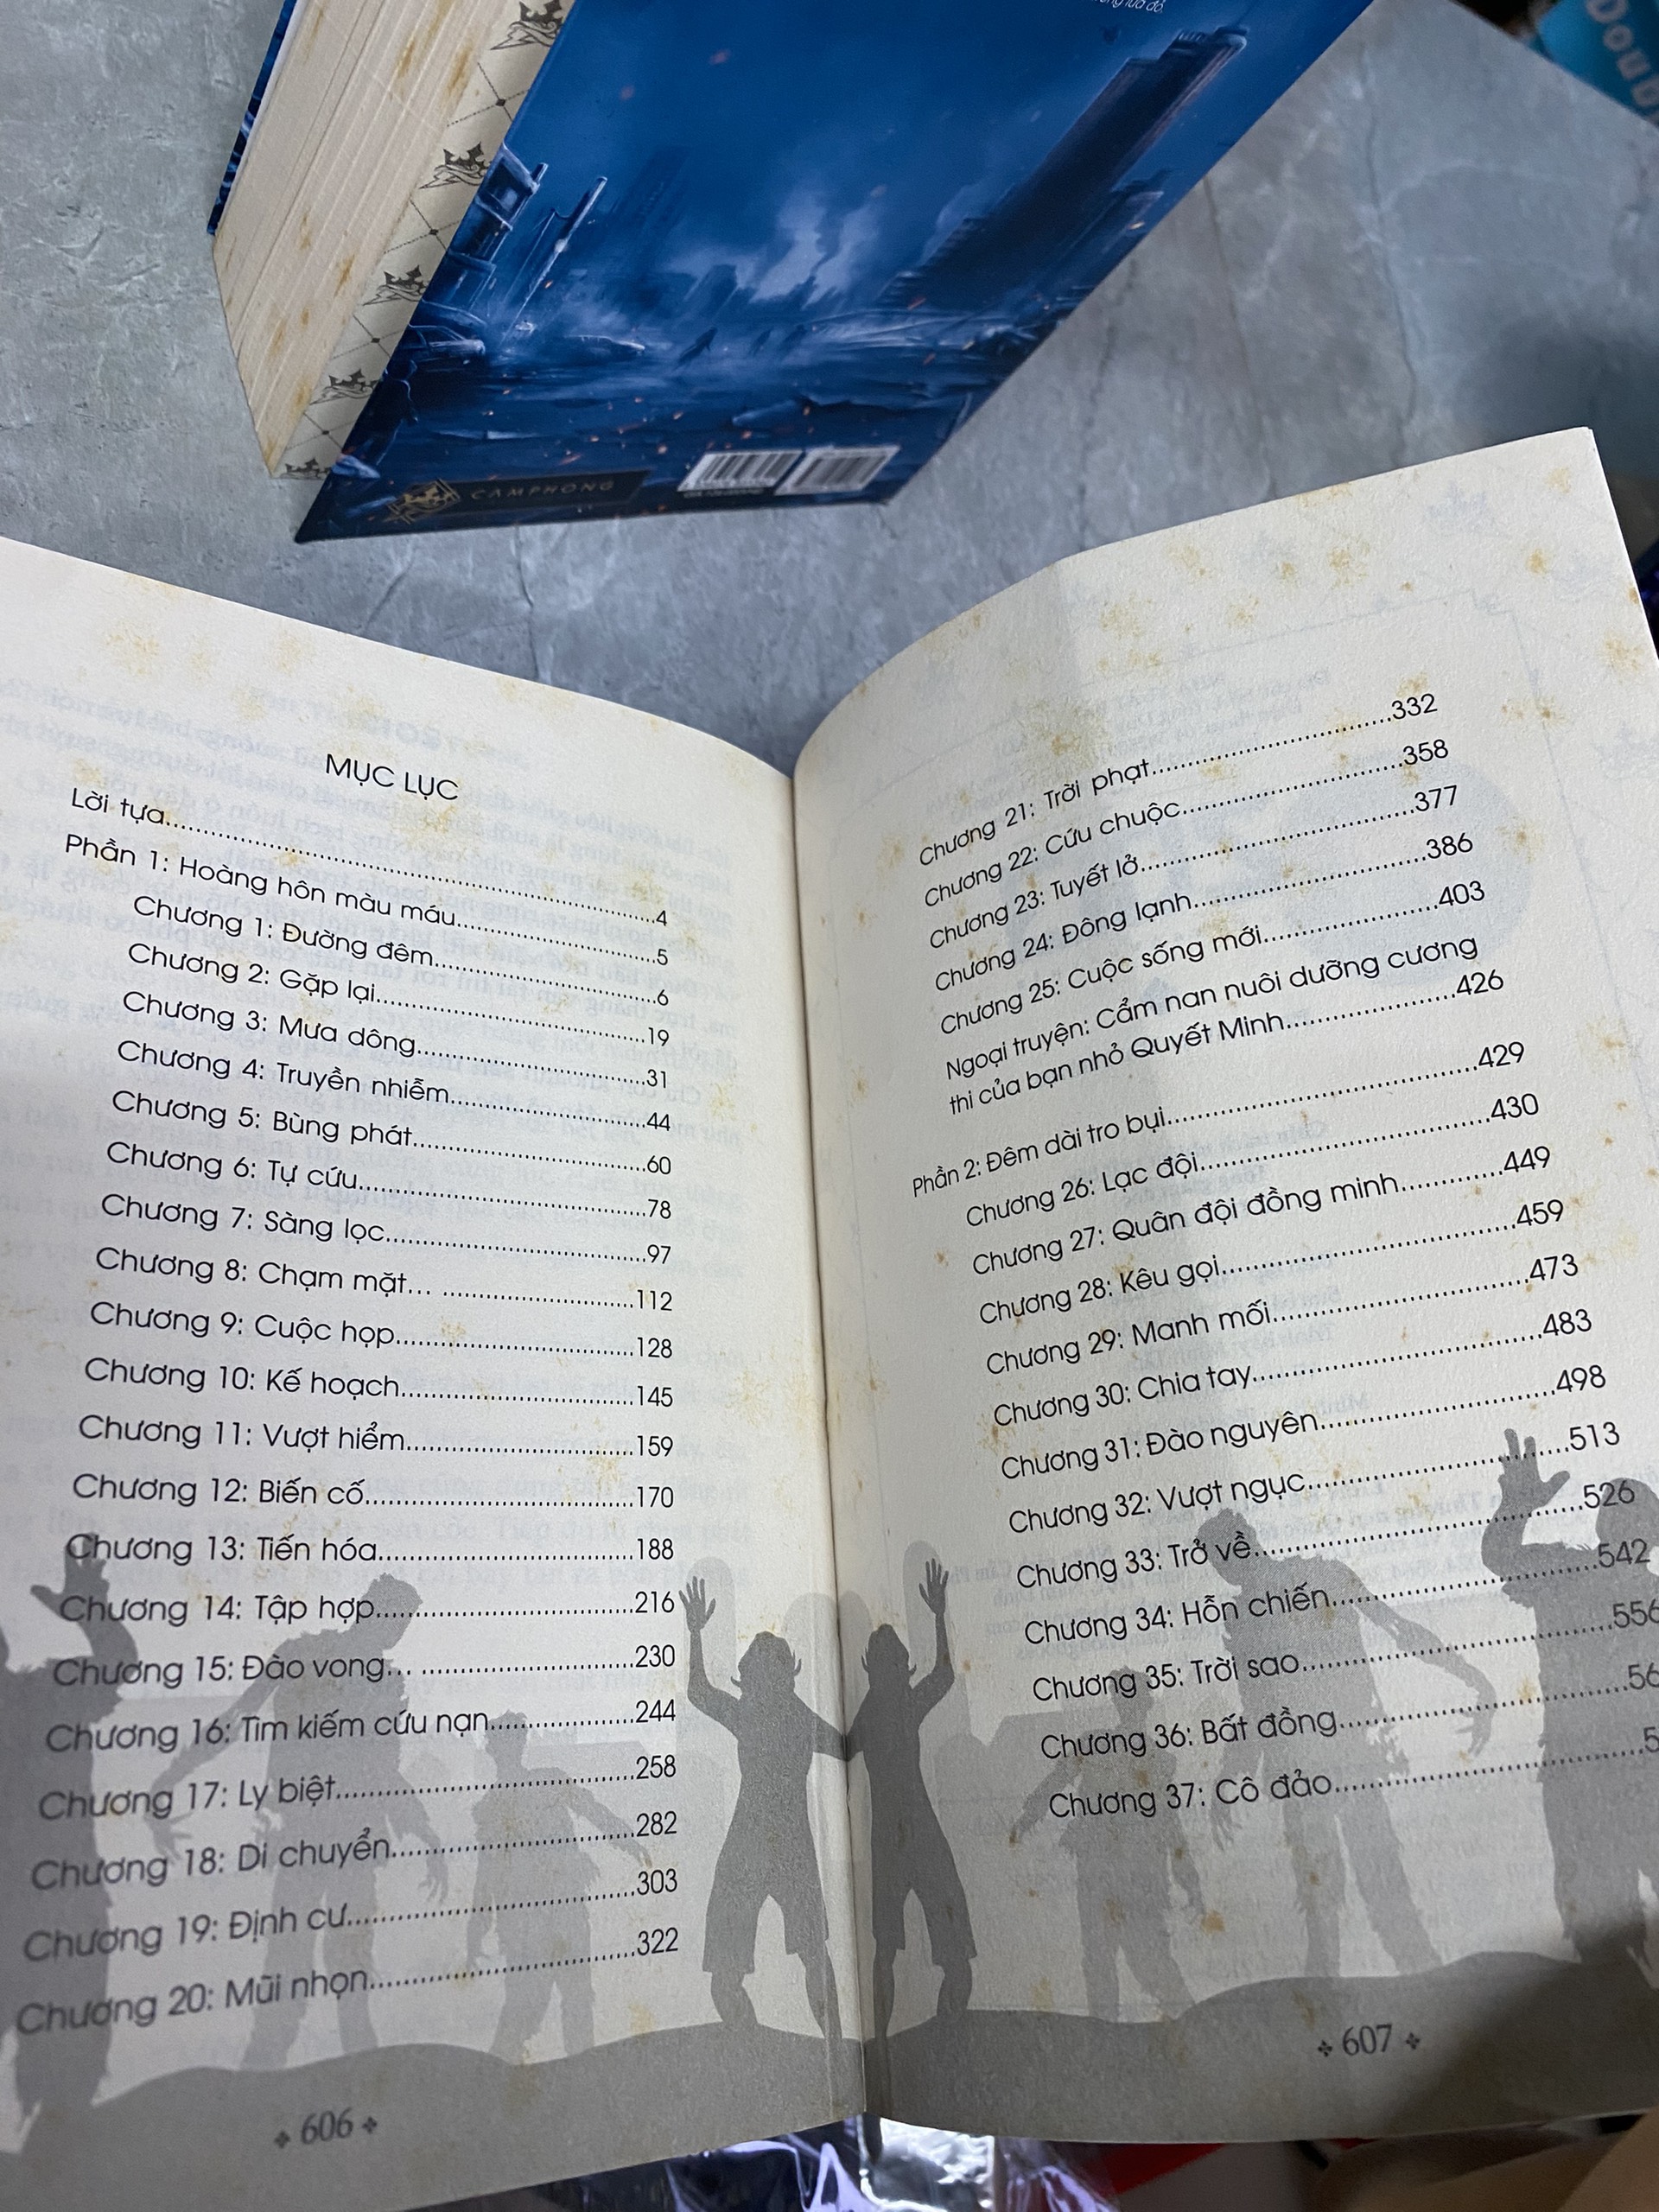 lửa đỏ.
CAMPHONG
MỤC LỤC
Lời tựa....................4
Phần 1: Hoàng hôn màu máu....................5
Chương 1: Đường đêm....................6
Chương 2: Gặp lại....................19
Chương 3: Mưa dông....................31
Chương 4: Truyền nhiễm....................44
Chương 5: Bùng phát....................60
Chương 6: Tự cứu....................78
Chương 7: Sàng lọc....................97
Chương 8: Chạm mặt... ....................112
Chương 9: Cuộc họp....................128
Chương 10: Kế hoạch....................145
Chương 11: Vượt hiểm....................159
Chương 12: Biến cố....................170
Chương 13: Tiến hóa....................188
Chương 14: Tập hợp....................216
Chương 15: Đào vong... ....................230
Chương 16: Tìm kiếm cứu nạn....................244
Chương 17: Ly biệt....................258
Chương 18: Di chuyển....................282
Chương 19: Định cư....................303
Chương 20: Mũi nhọn....................322
606
Chương 21: Trời phạt....................332
Chương 22: Cứu chuộc....................358
Chương 23: Tuyết lở....................377
Chương 24: Đông lạnh....................386
Chương 25: Cuộc sống mới....................403
Ngoại truyện: Cẩm nan nuôi dưỡng cương
thi của bạn nhỏ Quyết Minh....................426
Phần 2: Đêm dài tro bụi....................429
Chương 26: Lạc đội....................430
Chương 27: Quân đội đồng minh....................449
Chương 28: Kêu gọi....................459
Chương 29: Manh mối....................473
Chương 30: Chia tay....................483
Chương 31: Đào nguyên....................498
Chương 32: Vượt ngục....................513
Chương 33: Trở về....................526
Chương 34: Hỗn chiến....................542
Chương 35: Trời sao....................556
Chương 36: Bất đồng....................56
Chương 37: Cô đảo....................5
607